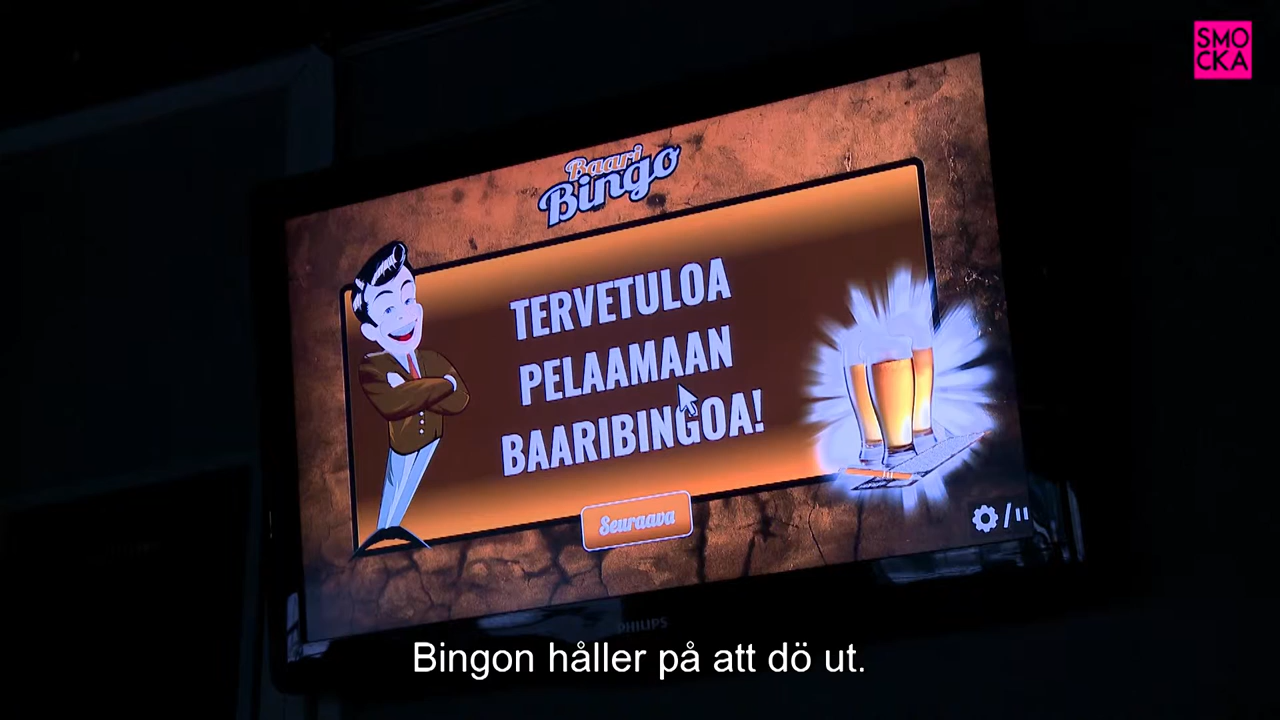 SMO
CKA
Baari
Bingo
TERVETULOA
PELAAMAAN
BAARIBINGOA!
Seuraava
PHILIPS
Bingon håller på att dö ut.